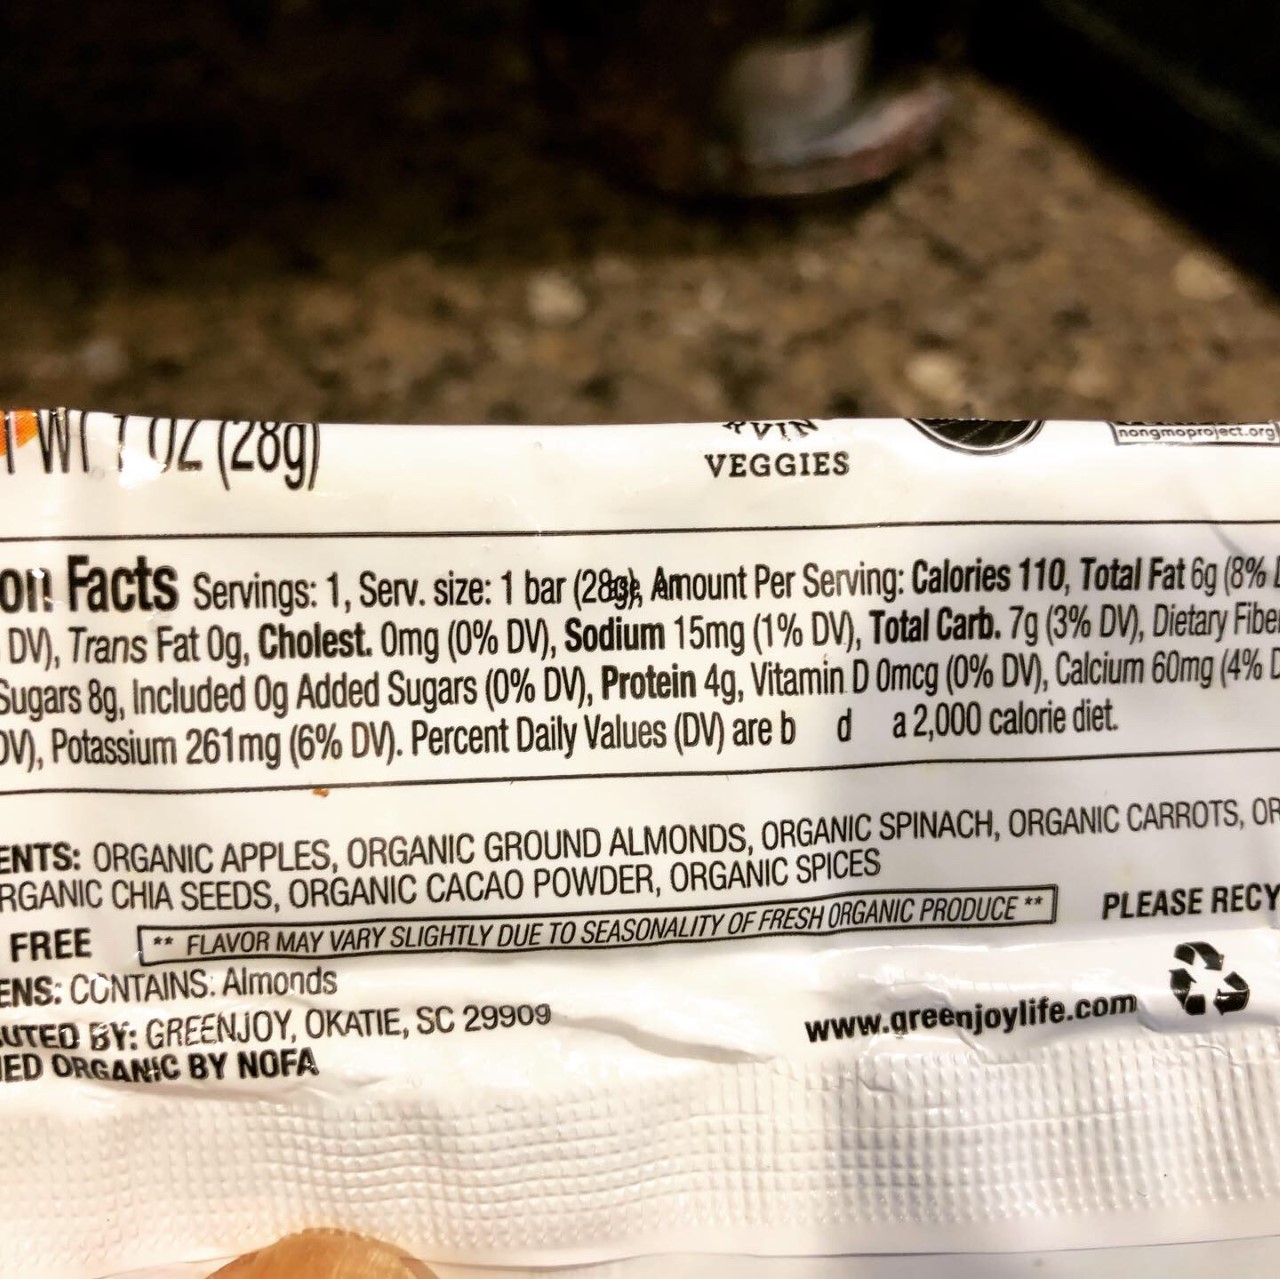 WT 1 OZ (28g)
VEGGIES
nongmoproject.org
on Facts Servings: 1, Serv. size: 1 bar (28g), Amount Per Serving: Calories 110, Total Fat 6g (8%
DV), Trans Fat 0g, Cholest. 0mg (0% DV), Sodium 15mg (1% DV), Total Carb. 7g (3% DV), Dietary Fiber
Sugars 8g, Included 0g Added Sugars (0% DV), Protein 4g, Vitamin D 0mcg (0% DV), Calcium 60mg (4% D
DV), Potassium 261mg (6% DV). Percent Daily Values (DV) are b d a 2,000 calorie diet.
ENTS: ORGANIC APPLES, ORGANIC GROUND ALMONDS, ORGANIC SPINACH, ORGANIC CARROTS, OR
RGANIC CHIA SEEDS, ORGANIC CACAO POWDER, ORGANIC SPICES
FREE
** FLAVOR MAY VARY SLIGHTLY DUE TO SEASONALITY OF FRESH ORGANIC PRODUCE **
PLEASE RECY
ENS: CONTAINS: Almonds
UTED BY: GREENJOY, OKATIE, SC 29909
www.greenjoylife.com
IED ORGANIC BY NOFA